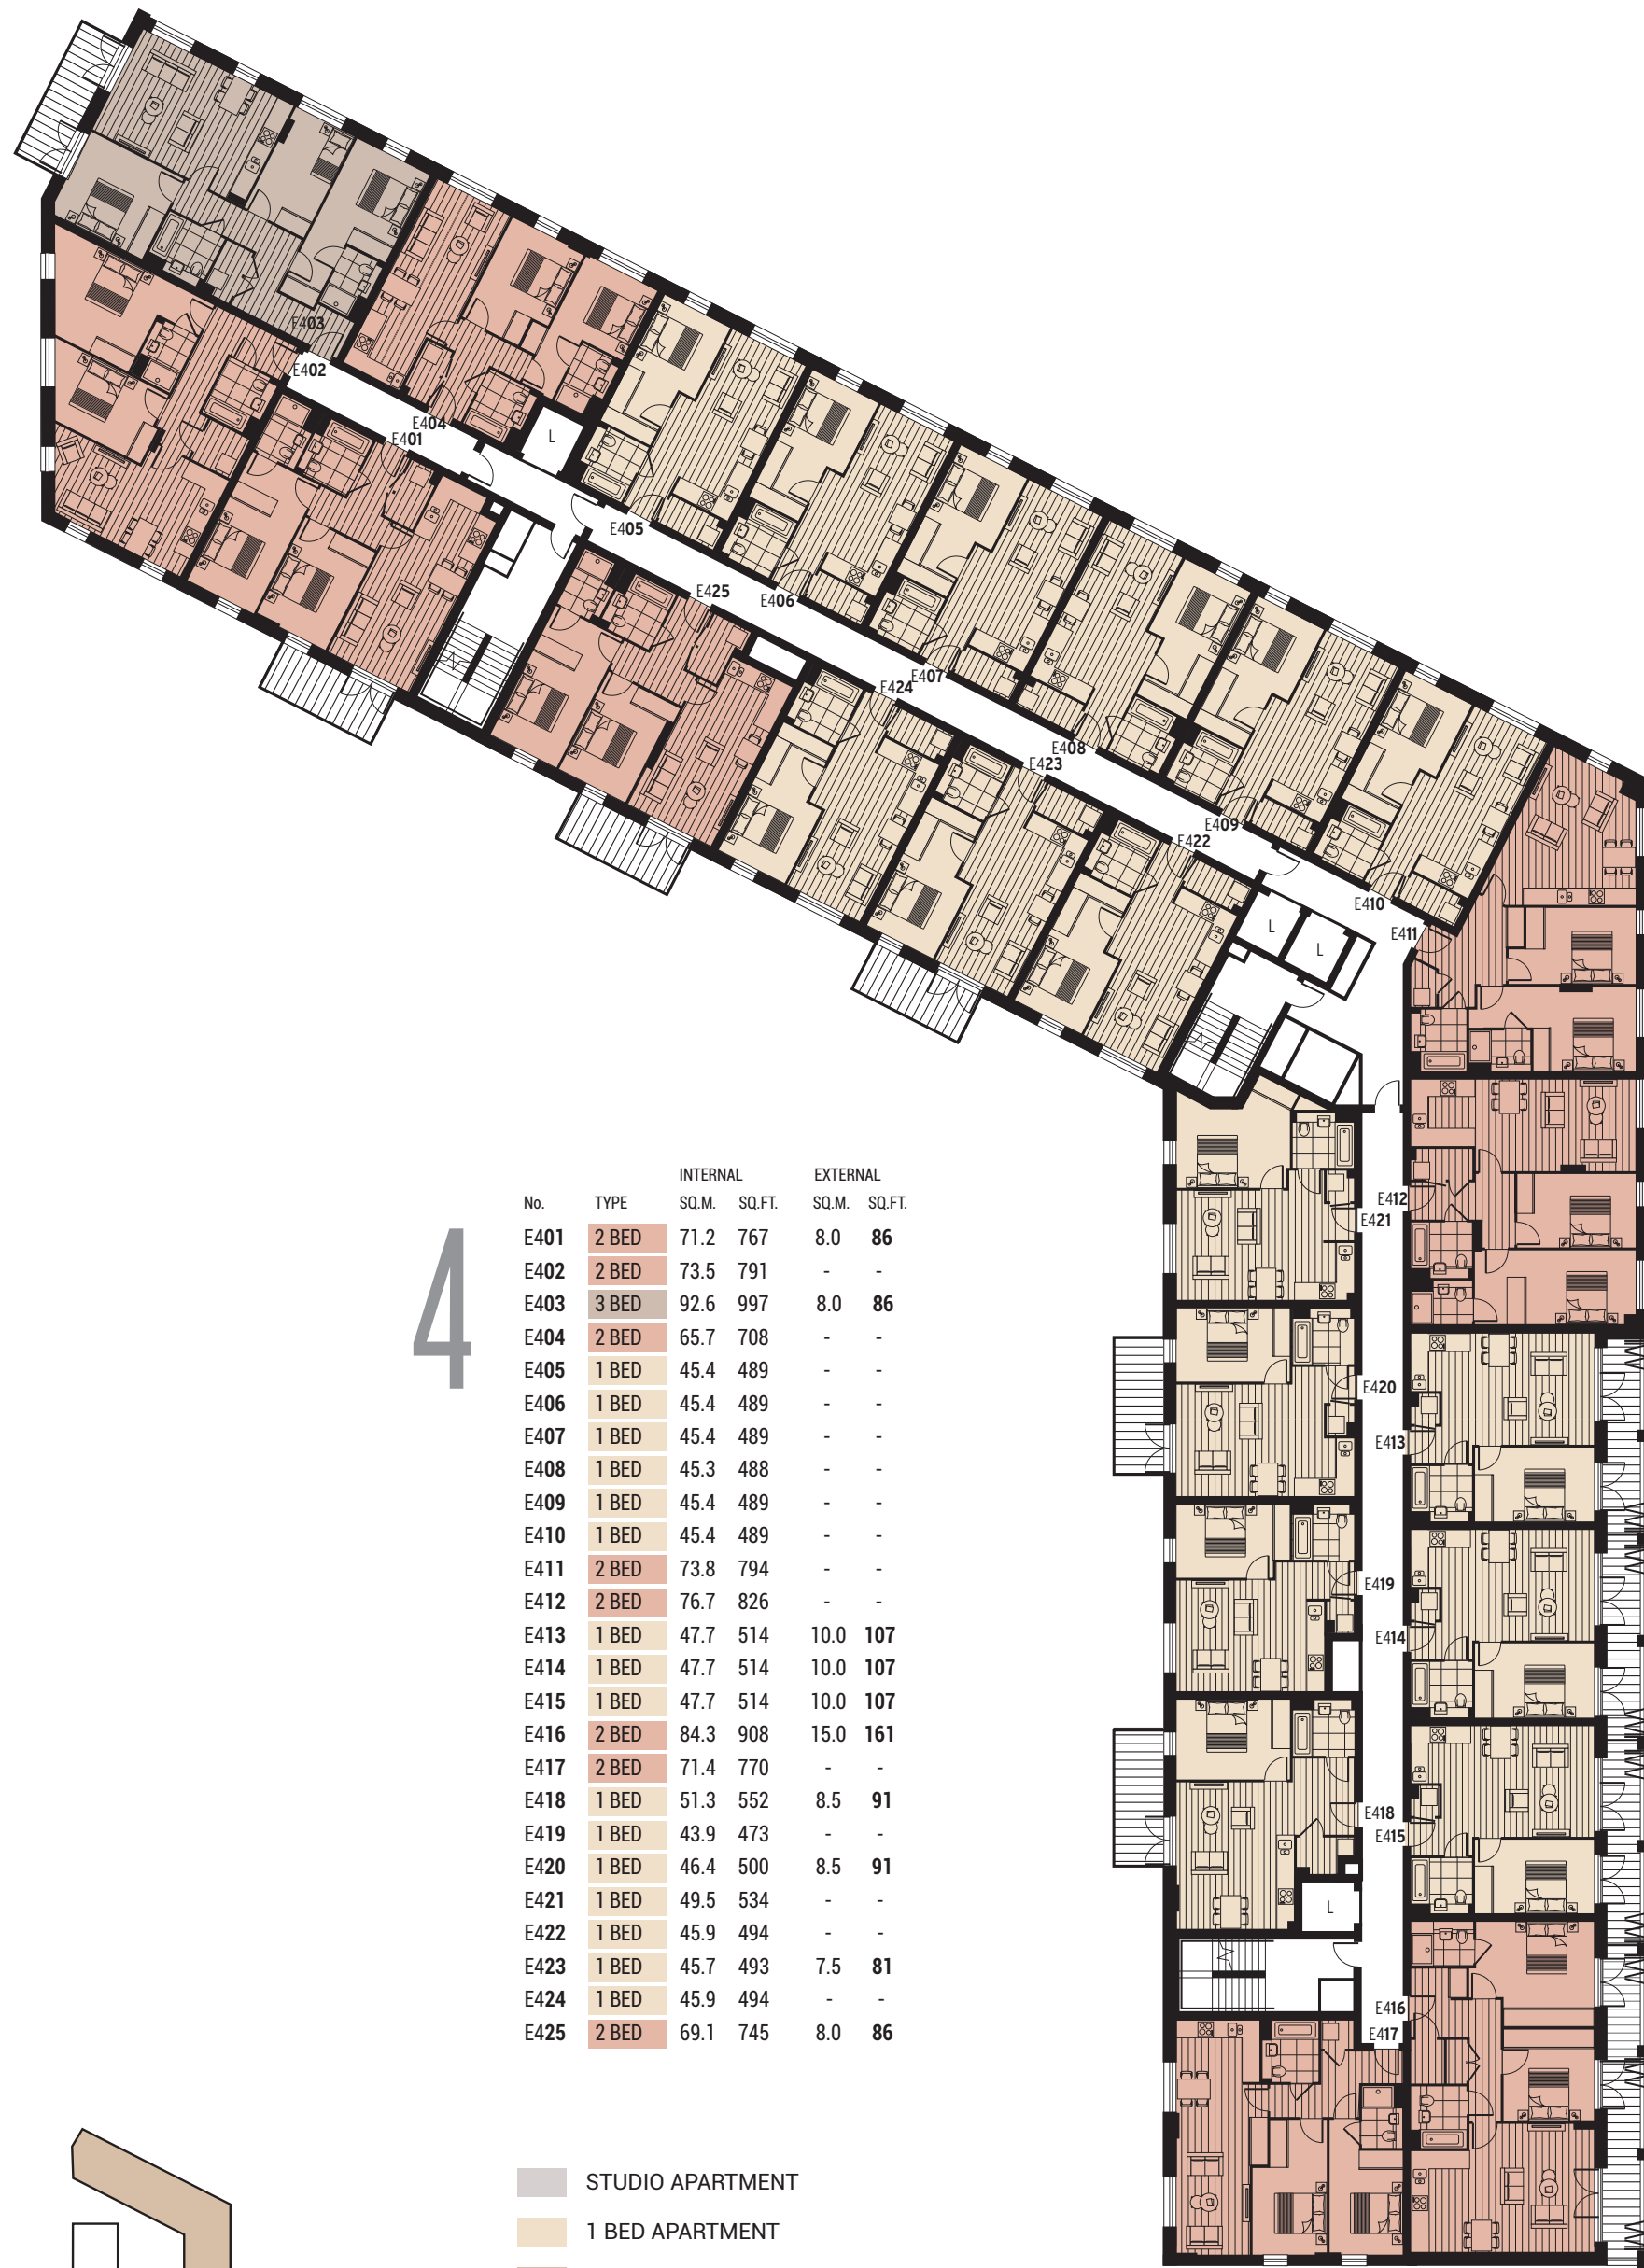 E403
E402
E404
E401
L
E405
E425
E406
E407
E424
E408
E423
E409
E422
E410
L
L
E411
E412
E421
E420
E413
E419
E414
E418
E415
L
E416
E417
4
INTERNAL EXTERNAL
No. TYPE SQ.M. SQ.FT. SQ.M. SQ.FT.
E401 2 BED 71.2 767 8.0 86
E402 2 BED 73.5 791 - -
E403 3 BED 92.6 997 8.0 86
E404 2 BED 65.7 708 - -
E405 1 BED 45.4 489 - -
E406 1 BED 45.4 489 - -
E407 1 BED 45.4 489 - -
E408 1 BED 45.3 488 - -
E409 1 BED 45.4 489 - -
E410 1 BED 45.4 489 - -
E411 2 BED 73.8 794 - -
E412 2 BED 76.7 826 - -
E413 1 BED 47.7 514 10.0 107
E414 1 BED 47.7 514 10.0 107
E415 1 BED 47.7 514 10.0 107
E416 2 BED 84.3 908 15.0 161
E417 2 BED 71.4 770 - -
E418 1 BED 51.3 552 8.5 91
E419 1 BED 43.9 473 - -
E420 1 BED 46.4 500 8.5 91
E421 1 BED 49.5 534 - -
E422 1 BED 45.9 494 - -
E423 1 BED 45.7 493 7.5 81
E424 1 BED 45.9 494 - -
E425 2 BED 69.1 745 8.0 86
STUDIO APARTMENT
1 BED APARTMENT